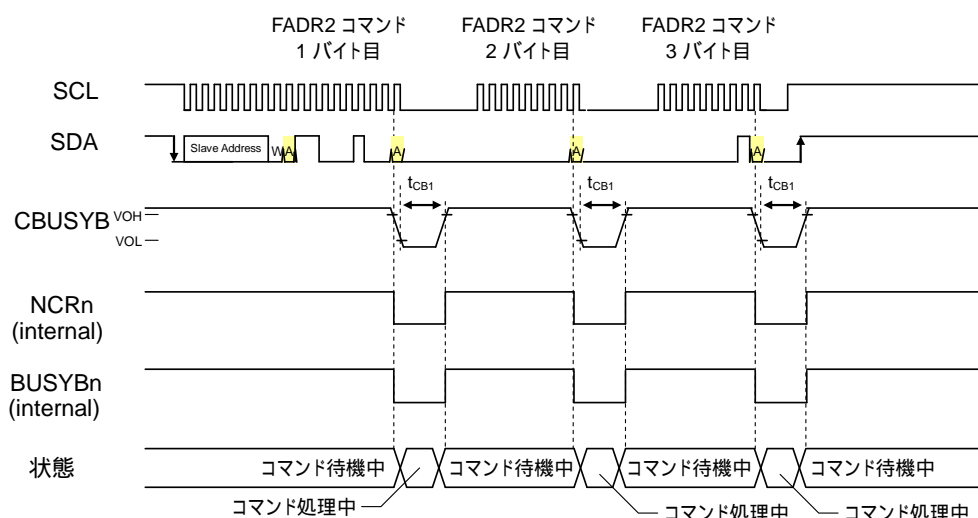 FADR2 コマンド
1 バイト目
FADR2 コマンド
2 バイト目
FADR2 コマンド
3 バイト目
SCL
SDA
Slave Address
W
A
A
A
A
tCB1
tCB1
tCB1
CBUSYB
VOH
VOL
NCRn
(internal)
BUSYBn
(internal)
状態
コマンド待機中
コマンド待機中
コマンド待機中
コマンド待機中
コマンド処理中
コマンド処理中
コマンド処理中